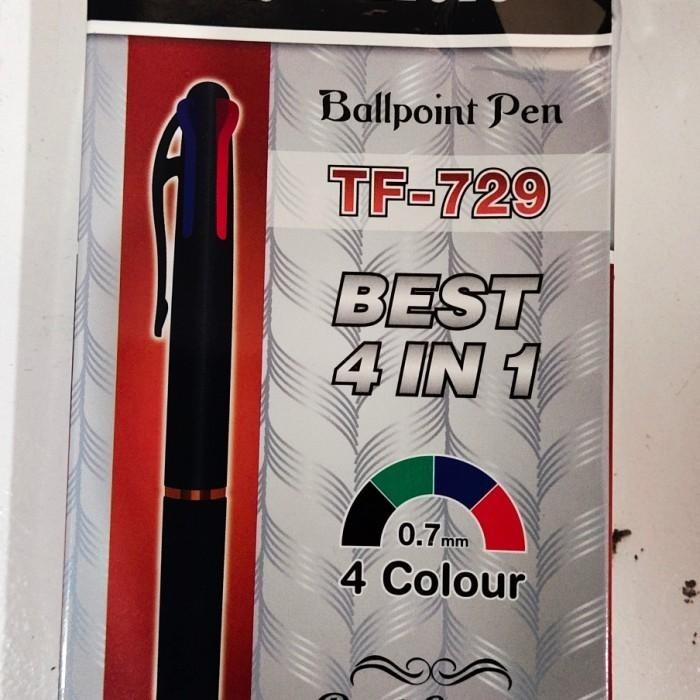 Ballpoint Pen
TF-729
BEST
4 IN 1
0.7mm
4 Colour